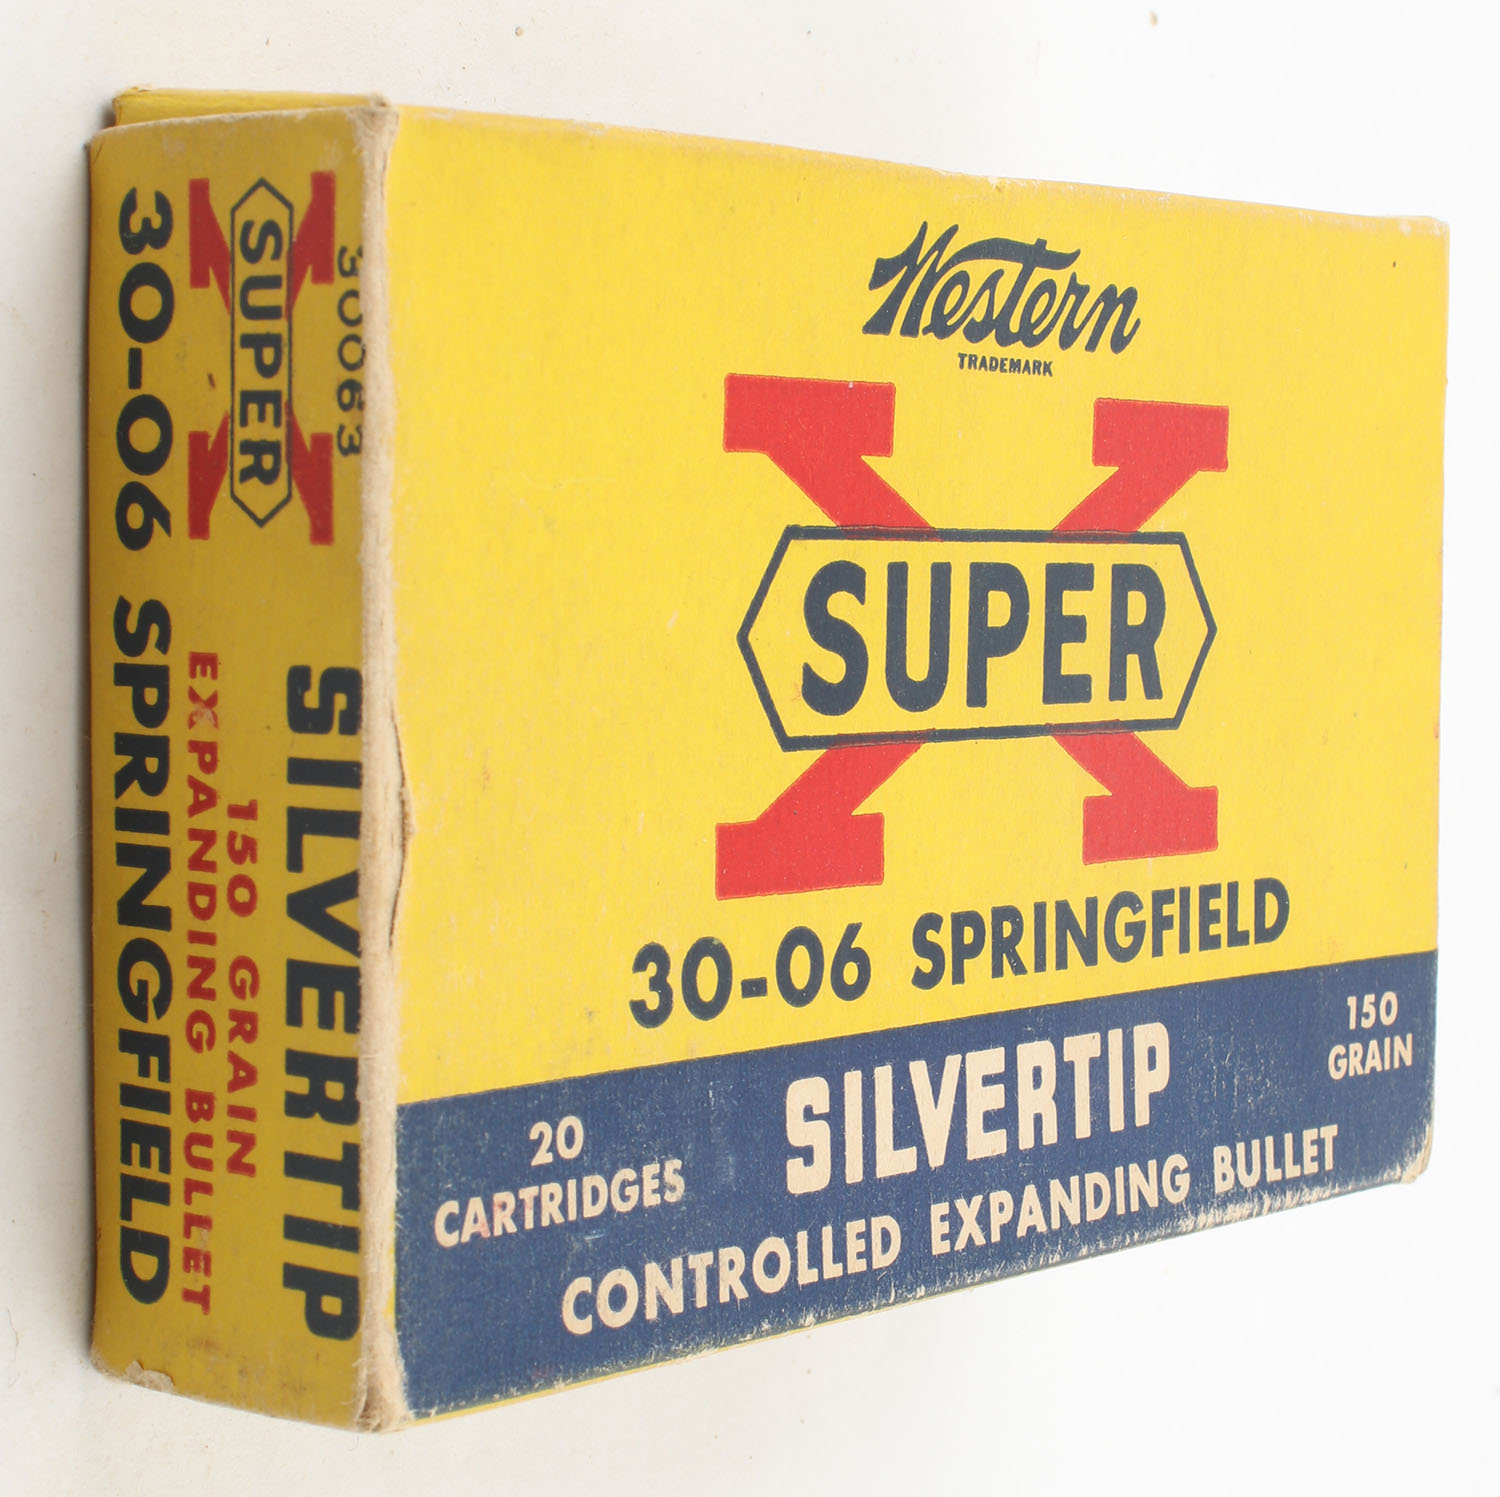 Western
TRADEMARK
X
SUPER
30-06 SPRINGFIELD
20
CARTRIDGES
SILVERTIP
150
GRAIN
CONTROLLED EXPANDING BULLET
30063
X
SUPER
SILVERTIP
150 GRAIN
EXPANDING BULLET
30-06 SPRINGFIELD